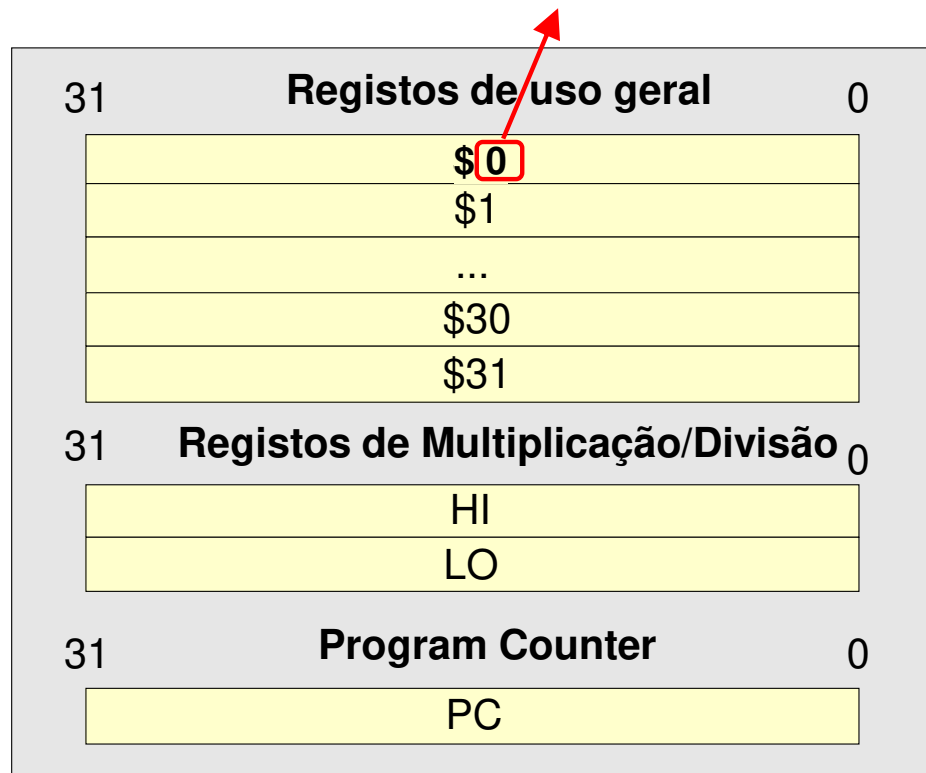 31 Registos de uso geral 0
$ 0
$1
...
$30
$31
31 Registos de Multiplicação/Divisão 0
HI
LO
31 Program Counter 0
PC